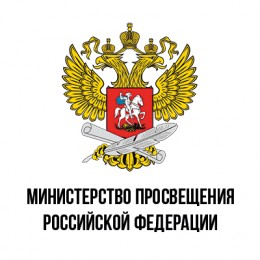 МИНИСТЕРСТВО ПРОСВЕЩЕНИЯ
РОССИЙСКОЙ ФЕДЕРАЦИИ